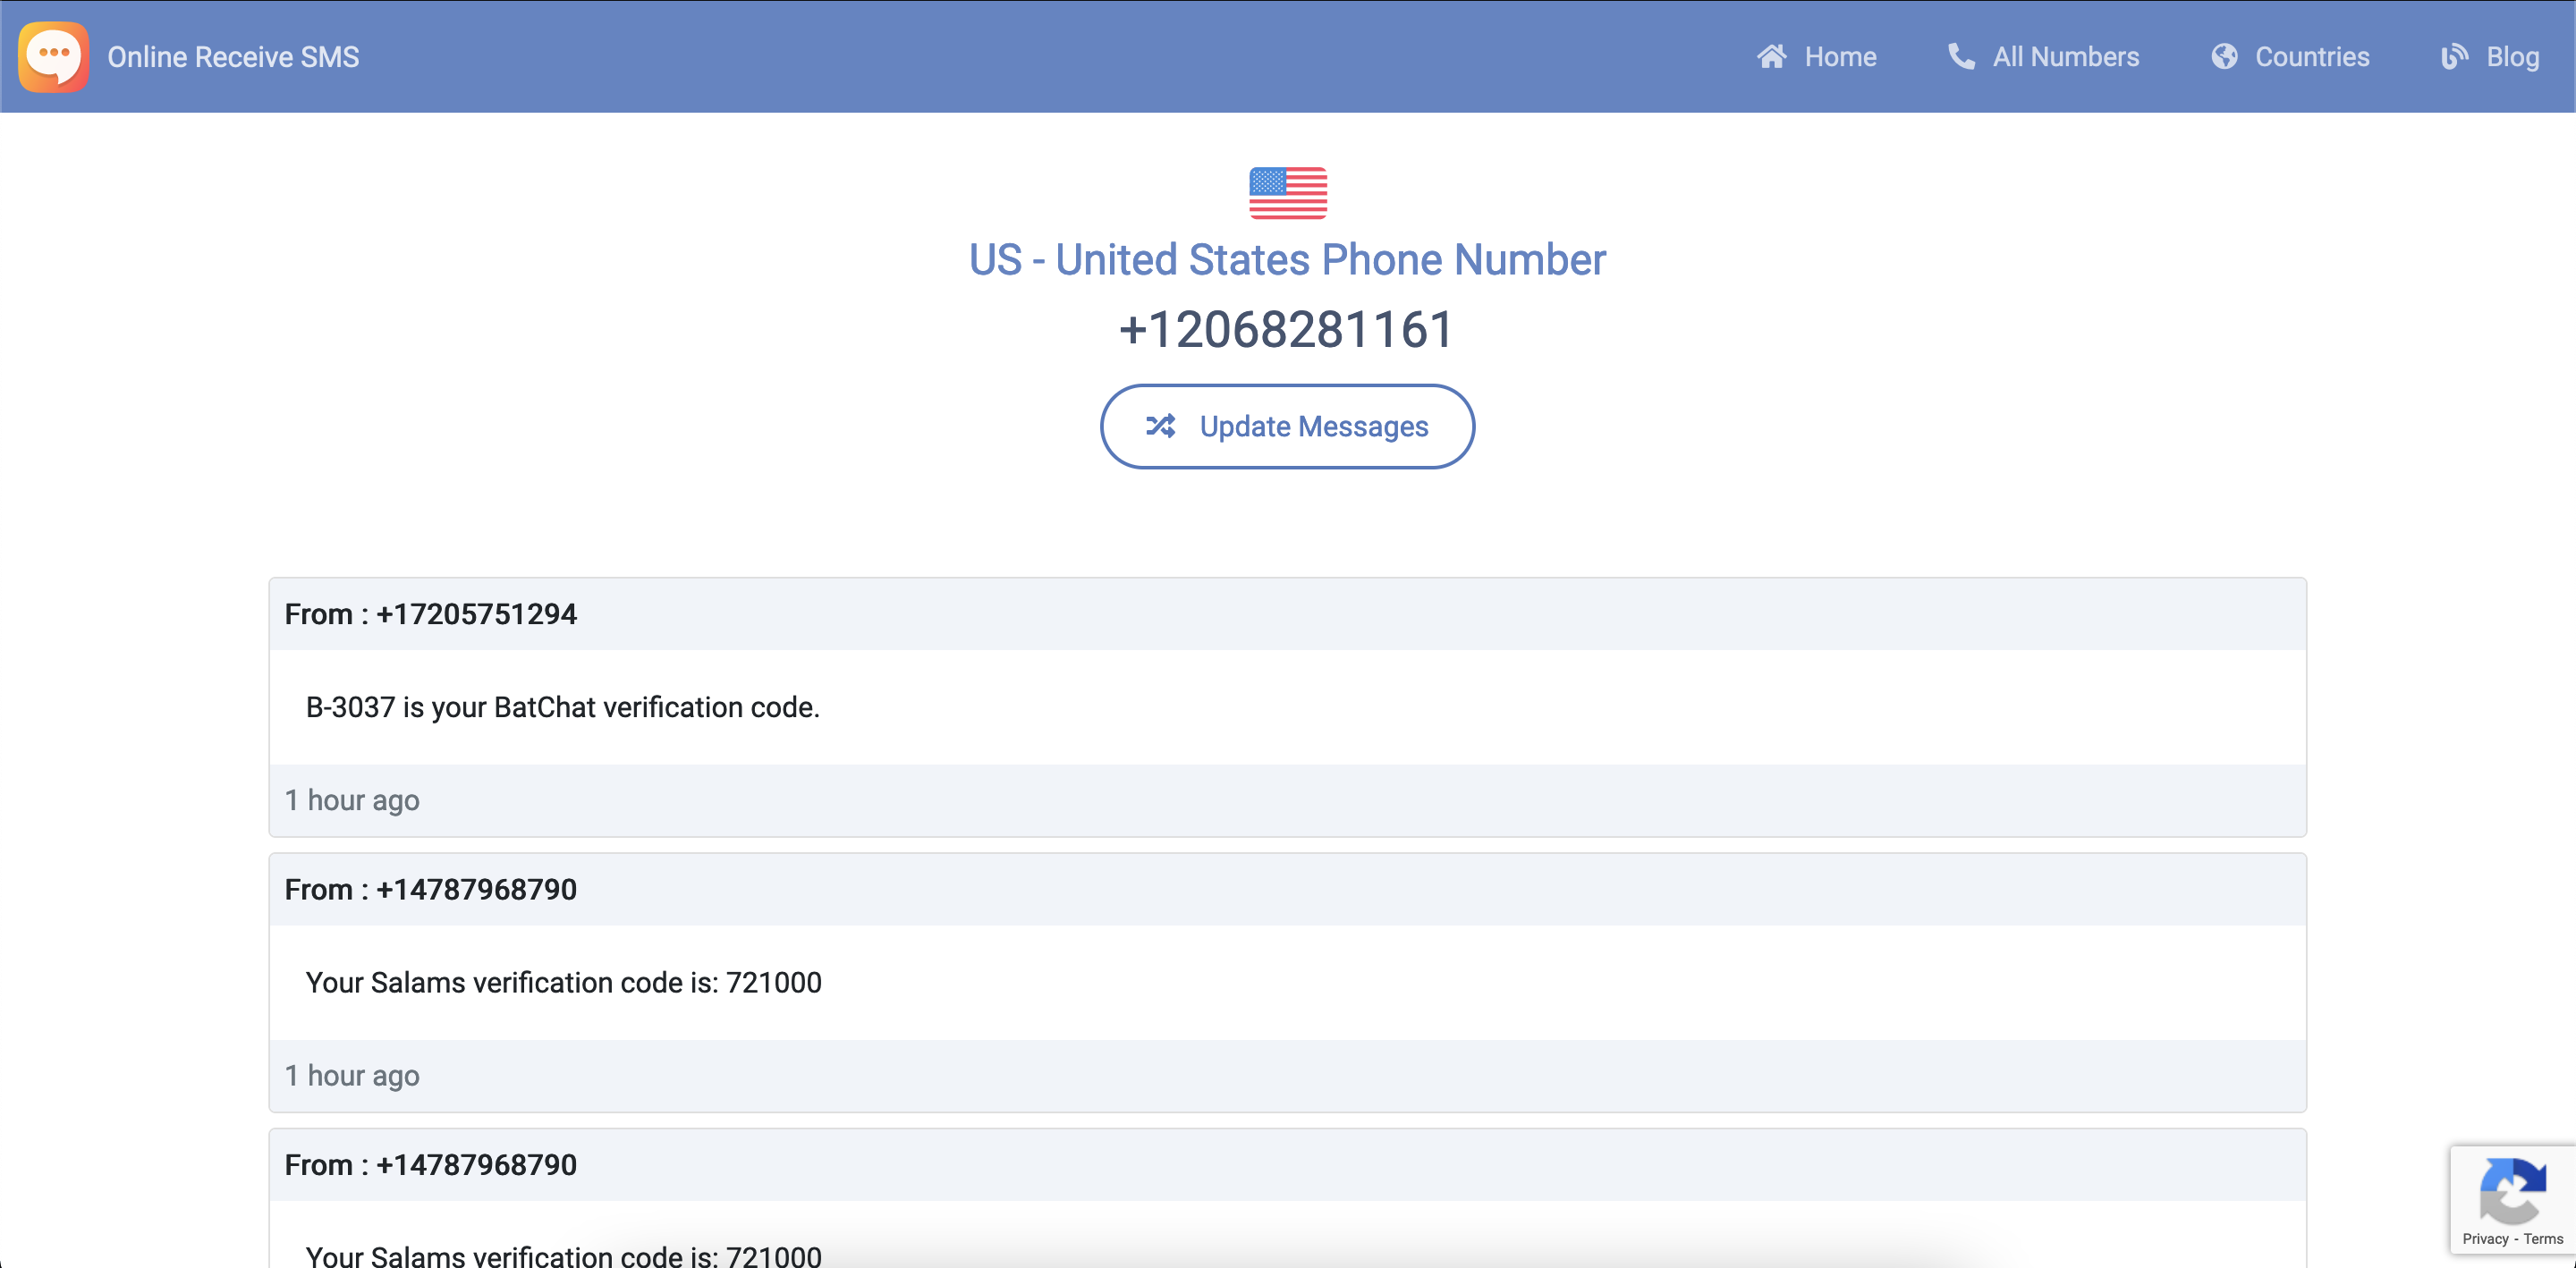 Online Receive SMS
Home
All Numbers
Countries
Blog
US - United States Phone Number
+12068281161
Update Messages
From : +17205751294
B-3037 is your BatChat verification code.
1 hour ago
From : +14787968790
Your Salams verification code is: 721000
1 hour ago
From : +14787968790
Your Salams verification code is: 721000
Privacy - Terms